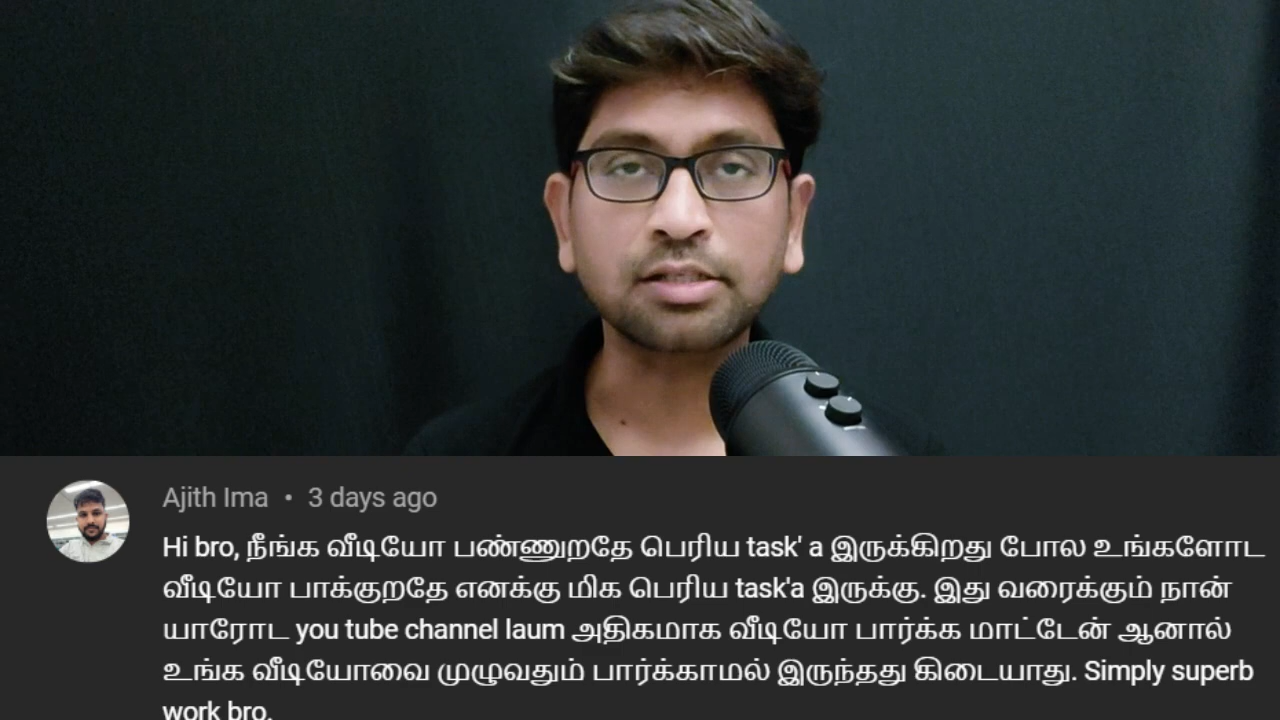 Ajith Ima • 3 days ago
Hi bro, நீங்க வீடியோ பண்ணுறதே பெரிய task' a இருக்கிறது போல உங்களோட
வீடியோ பாக்குறதே எனக்கு மிக பெரிய task'a இருக்கு. இது வரைக்கும் நான்
யாரோட you tube channel laum அதிகமாக வீடியோ பார்க்க மாட்டேன் ஆனால்
உங்க வீடியோவை முழுவதும் பார்க்காமல் இருந்தது கிடையாது. Simply superb
work bro.